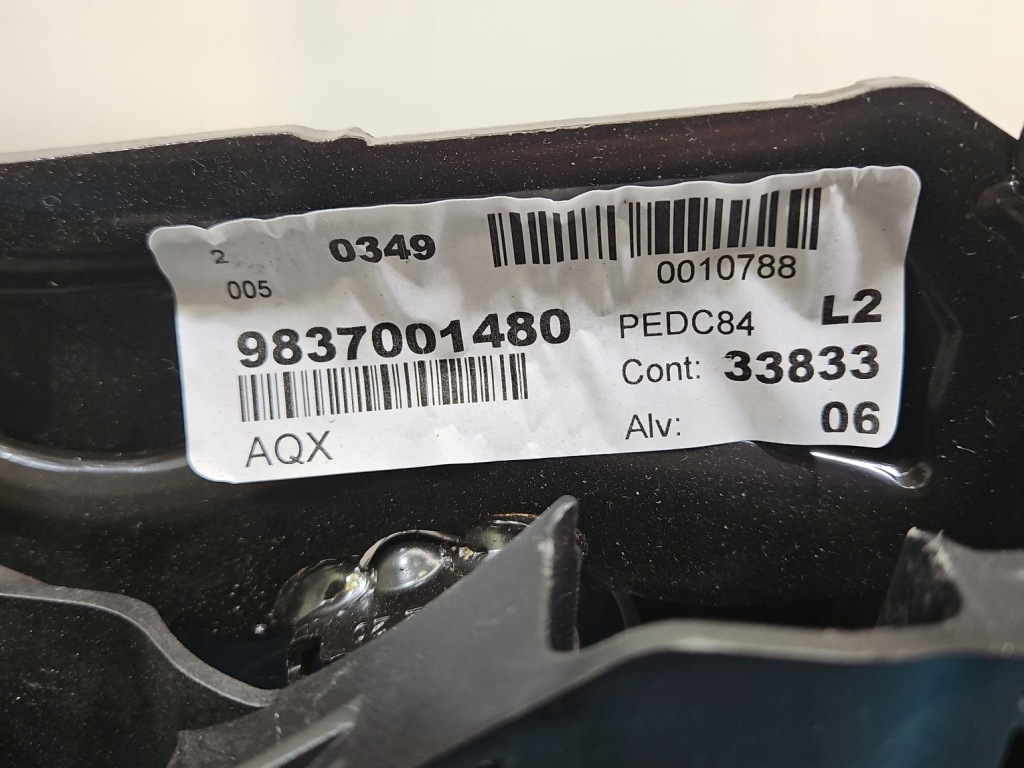 2 0349
0010788
005
9837001480 PEDC84 L2
Cont: 33833
AQX Alv: 06